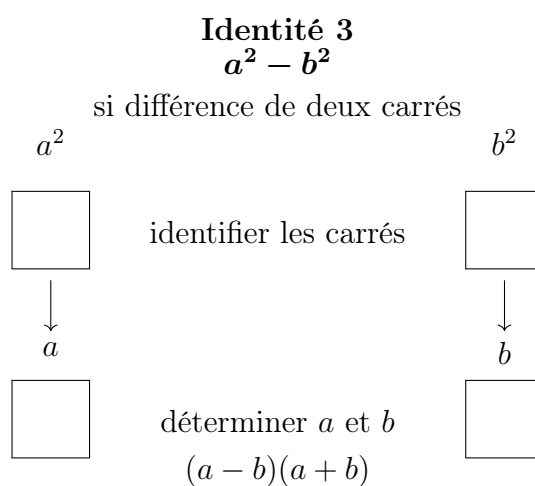 Identité 3
a² − b²
si différence de deux carrés
a² b²
identifier les carrés
a b
déterminer a et b
(a − b)(a + b)